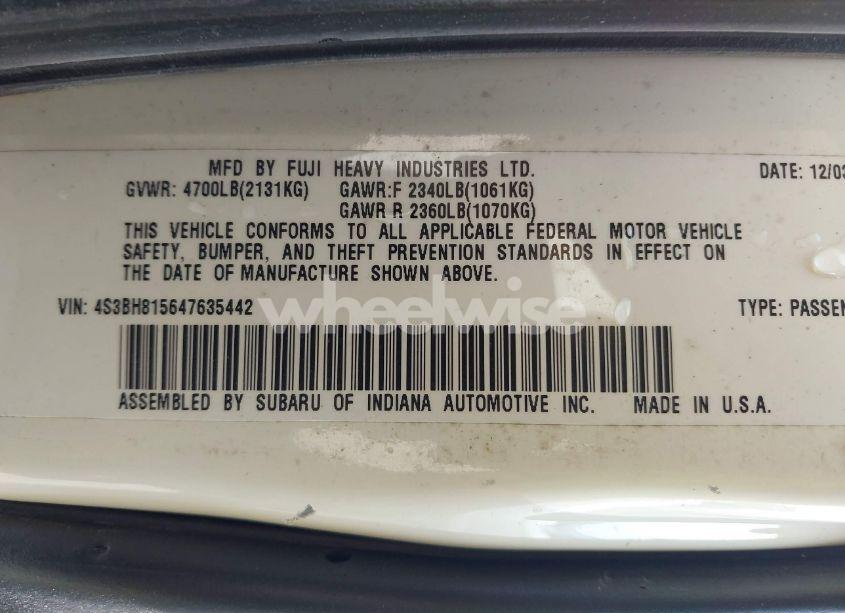 MFD BY FUJI HEAVY INDUSTRIES LTD. DATE: 12/03
GVWR: 4700LB(2131KG) GAWR:F 2340LB(1061KG)
GAWR R 2360LB(1070KG)
THIS VEHICLE CONFORMS TO ALL APPLICABLE FEDERAL MOTOR VEHICLE
SAFETY, BUMPER, AND THEFT PREVENTION STANDARDS IN EFFECT ON
THE DATE OF MANUFACTURE SHOWN ABOVE.
VIN: 4S3BH815647635442 TYPE: PASSEN
wheelwise
ASSEMBLED BY SUBARU OF INDIANA AUTOMOTIVE INC. MADE IN U.S.A.